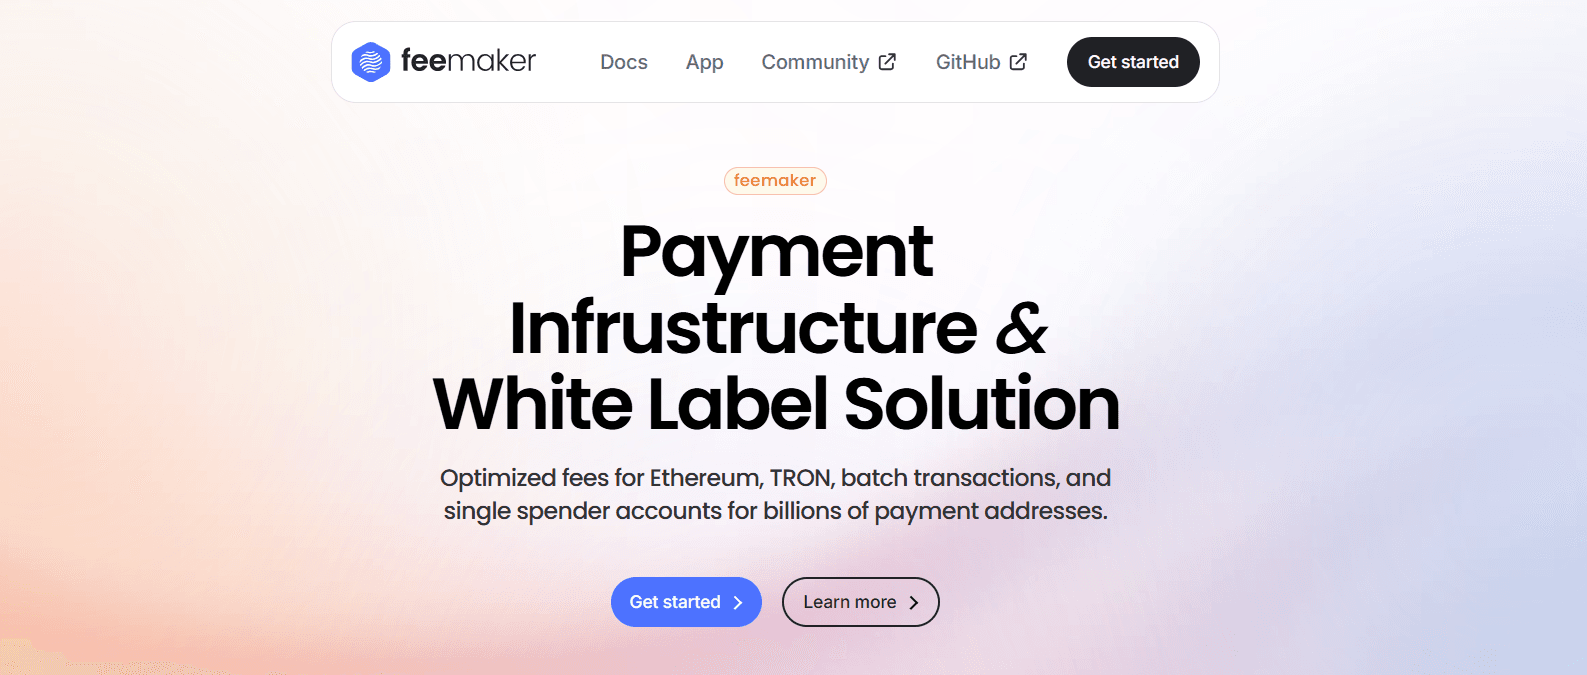 feemaker
Docs
App
Community
GitHub
Get started
feemaker
Payment
Infrustructure &
White Label Solution
Optimized fees for Ethereum, TRON, batch transactions, and
single spender accounts for billions of payment addresses.
Get started
Learn more